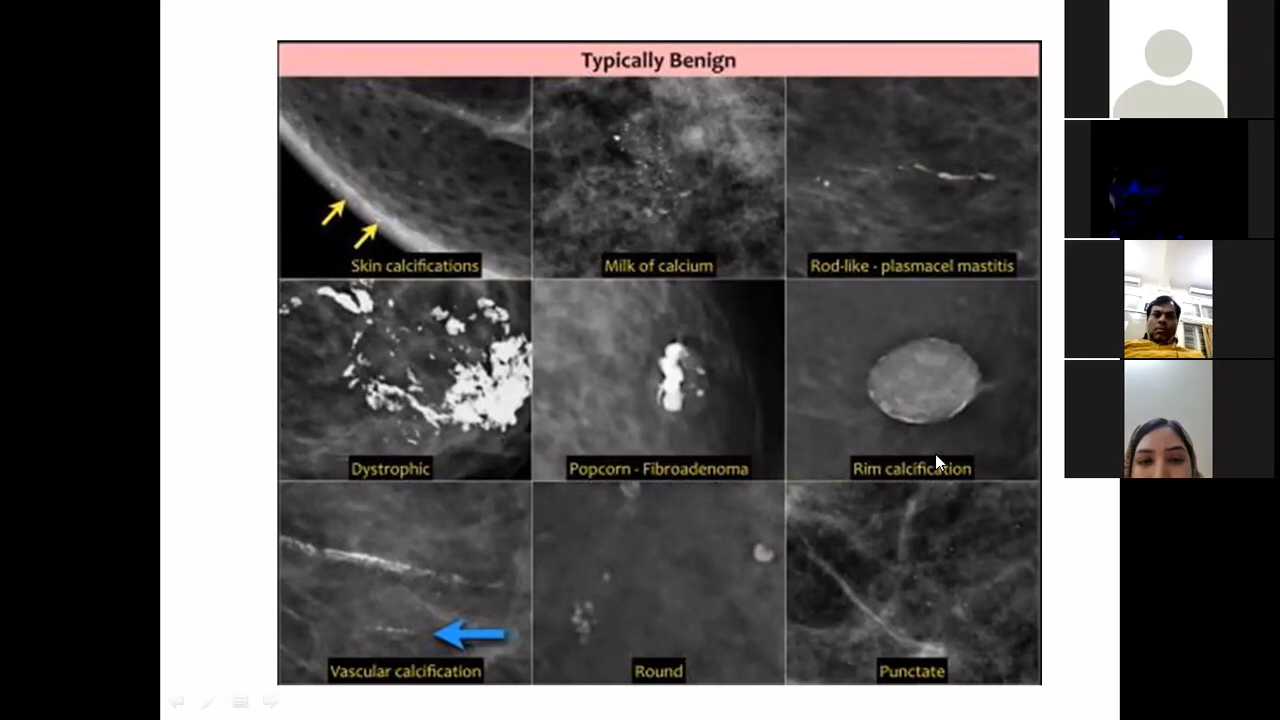 Typically Benign
Skin calcifications
Milk of calcium
Rod-like - plasmacel mastitis
Dystrophic
Popcorn - Fibroadenoma
Rim calcification
Vascular calcification
Round
Punctate